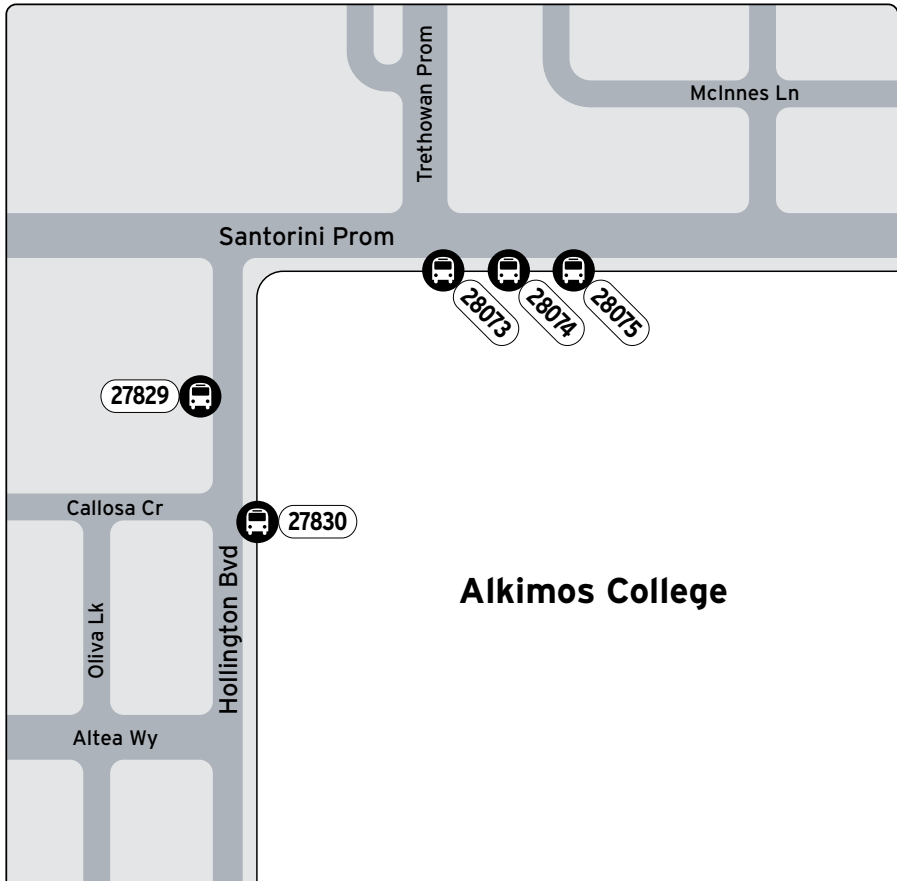 Trethowan Prom
McInnes Ln
Santorini Prom
28073
28074
28075
27829
Callosa Cr
27830
Hollington Bvd
Alkimos College
Oliva Lk
Altea Wy